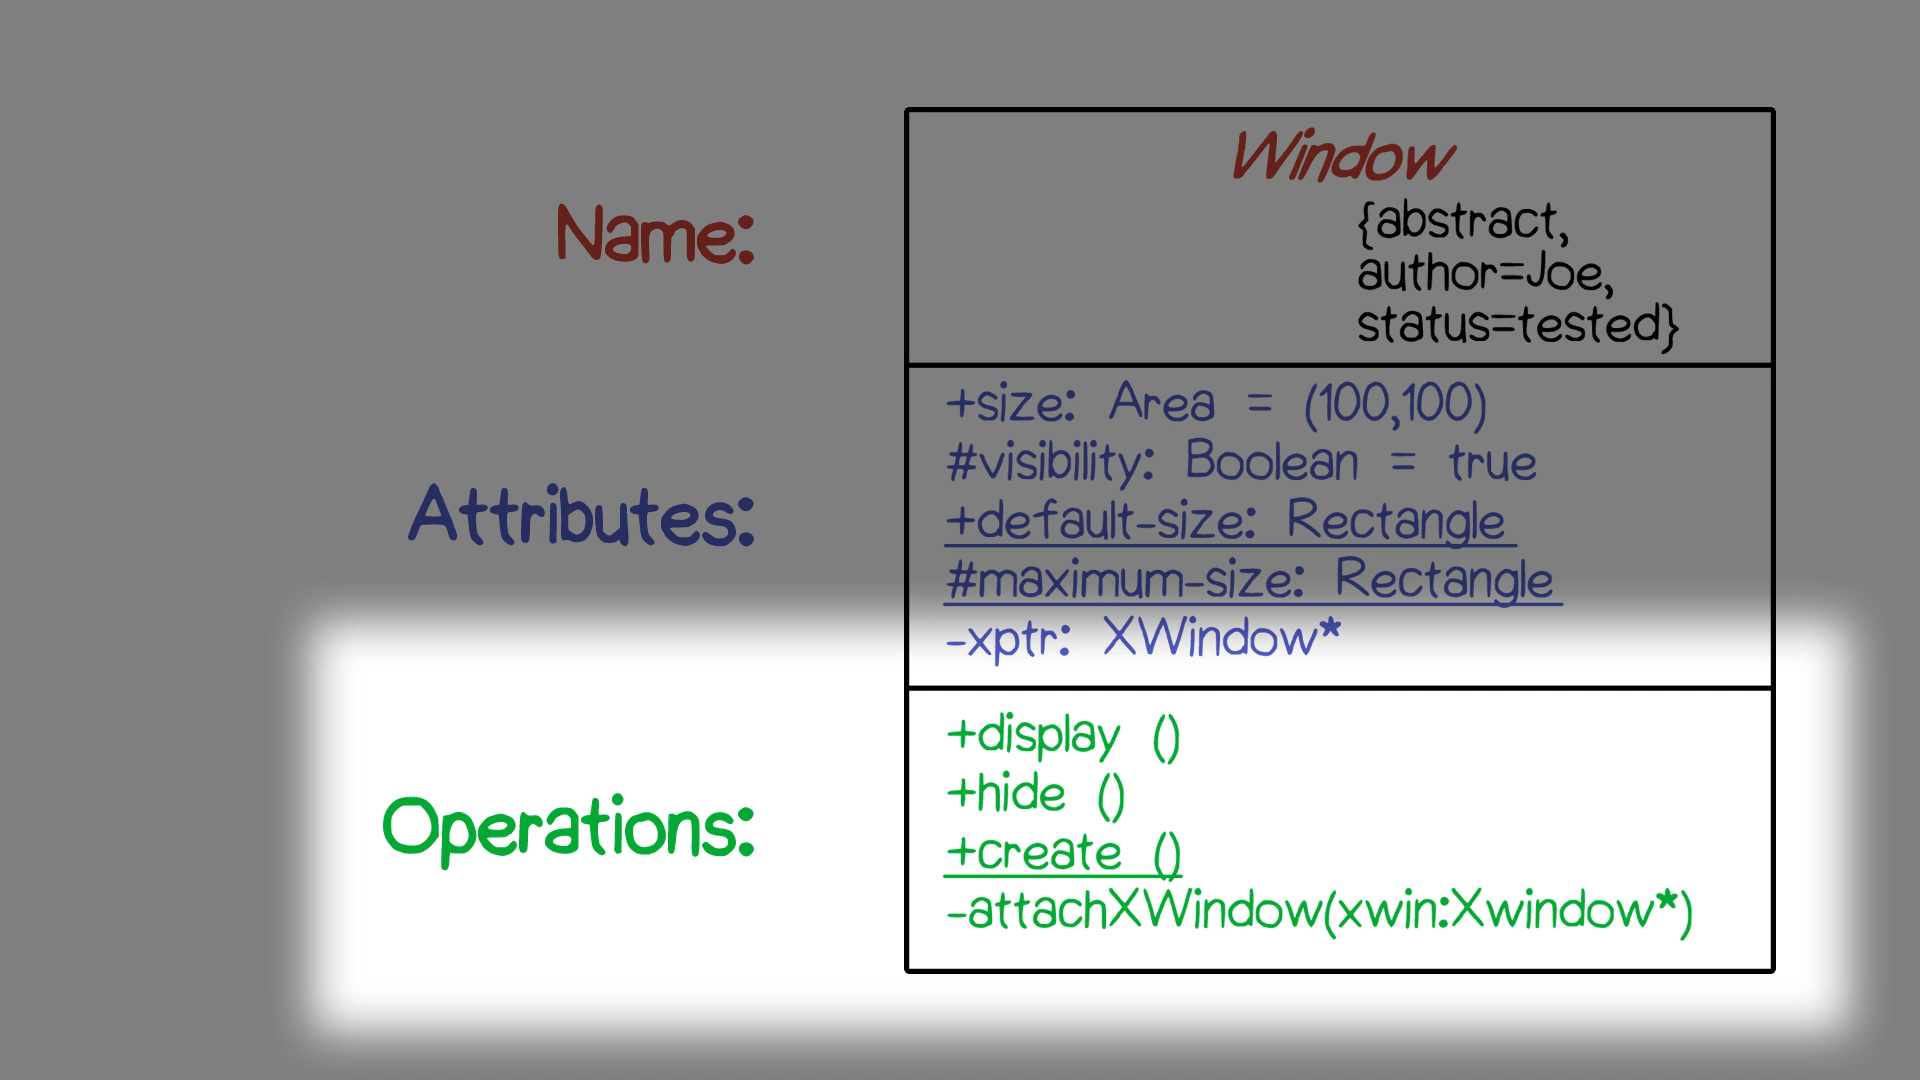 Name:
Window
{abstract,
author=Joe,
status=tested}
Attributes:
+size: Area = (100,100)
#visibility: Boolean = true
+default-size: Rectangle
#maximum-size: Rectangle
-xptr: XWindow*
Operations:
+display ()
+hide ()
+create ()
-attachXWindow(xwin:Xwindow*)